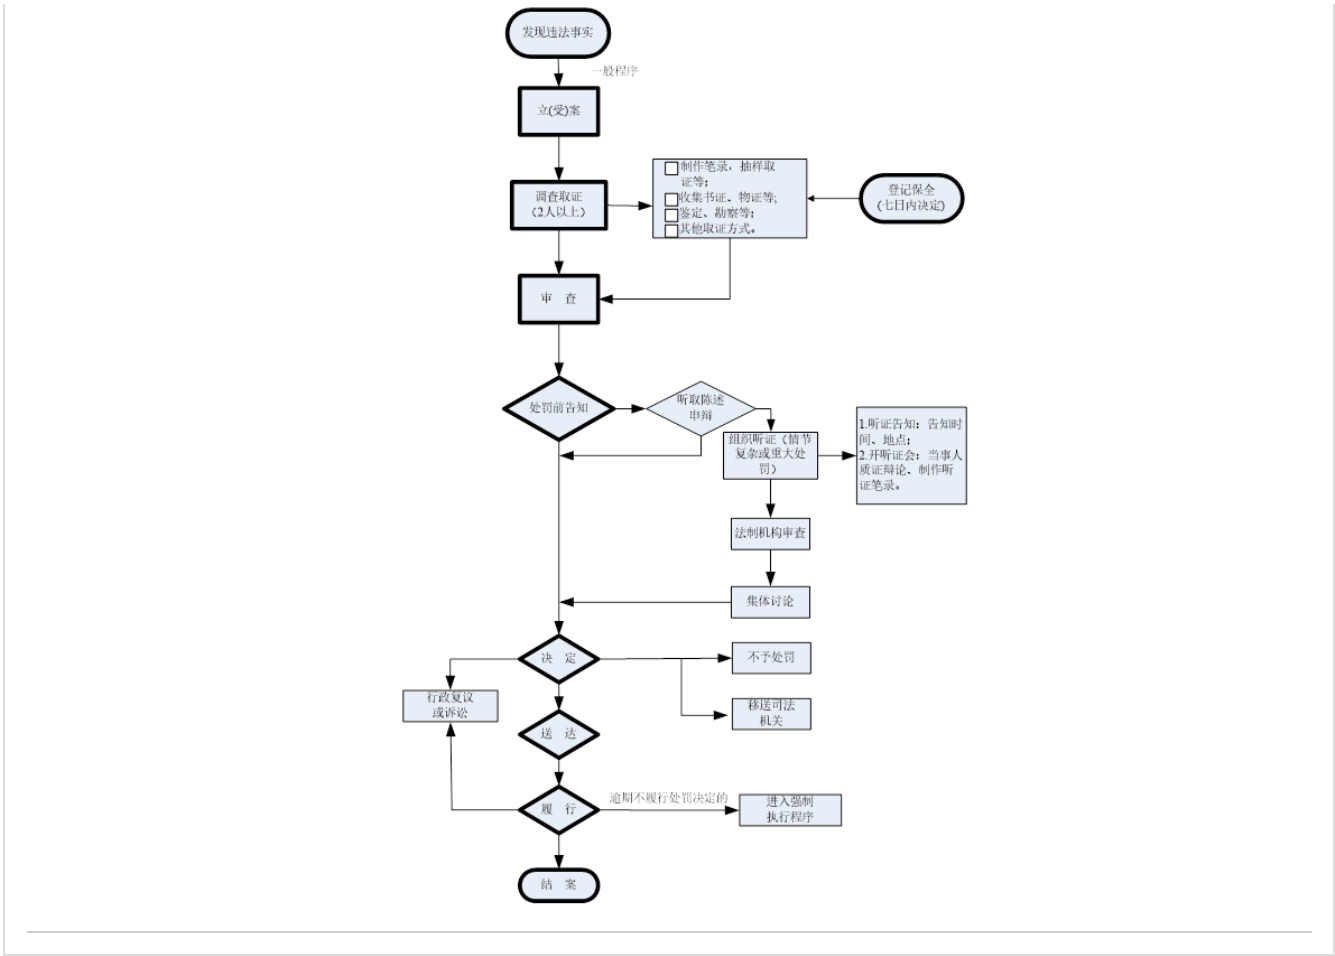 发现违法事实
一般程序
立(受)案
调查取证
（2人以上）
制作笔录，抽样取
证等；
收集书证、物证等;
鉴定、勘察等；
其他取证方式。
登记保全
(七日内决定)
审 查
处罚前告知
听取陈述
申辩
组织听证（情节
复杂或重大处
罚）
1.听证告知：告知时
间、地点；
2.开听证会：当事人
质证辩论、制作听
证笔录。
法制机构审查
集体讨论
决 定
不予处罚
行政复议
或诉讼
移送司法
机关
送 达
履 行
逾期不履行处罚决定的
进入强制
执行程序
结 案